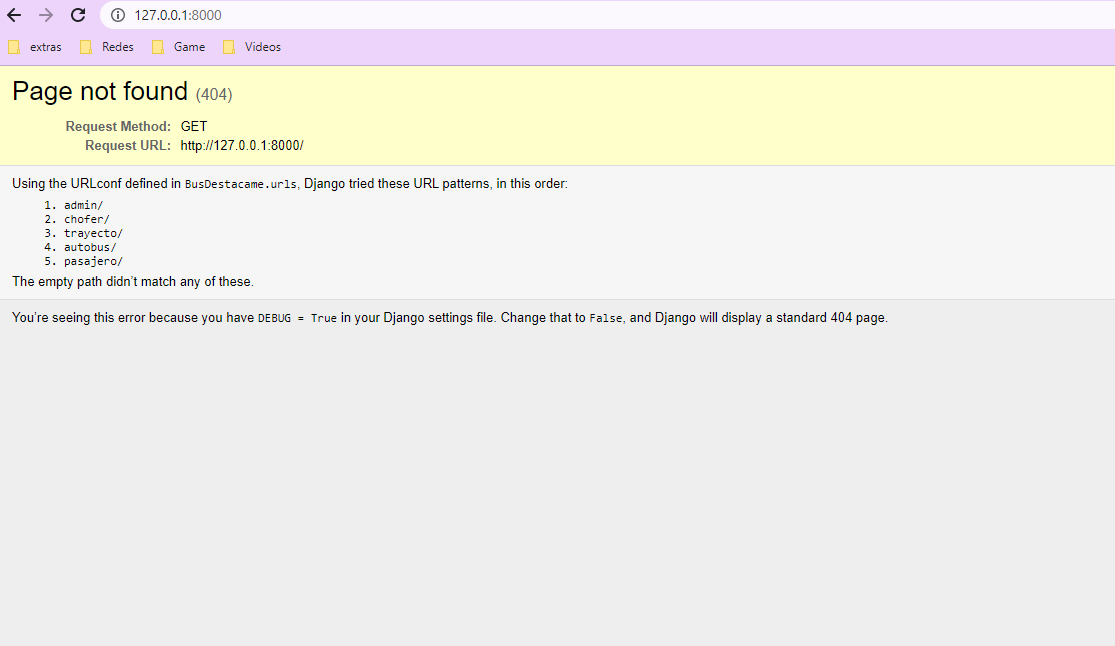 127.0.0.1:8000
extras Redes Game Videos
Page not found (404)
Request Method: GET
Request URL: http://127.0.0.1:8000/
Using the URLconf defined in BusDestacame.urls, Django tried these URL patterns, in this order:
1. admin/
2. chofer/
3. trayecto/
4. autobus/
5. pasajero/
The empty path didn’t match any of these.
You’re seeing this error because you have DEBUG = True in your Django settings file. Change that to False, and Django will display a standard 404 page.